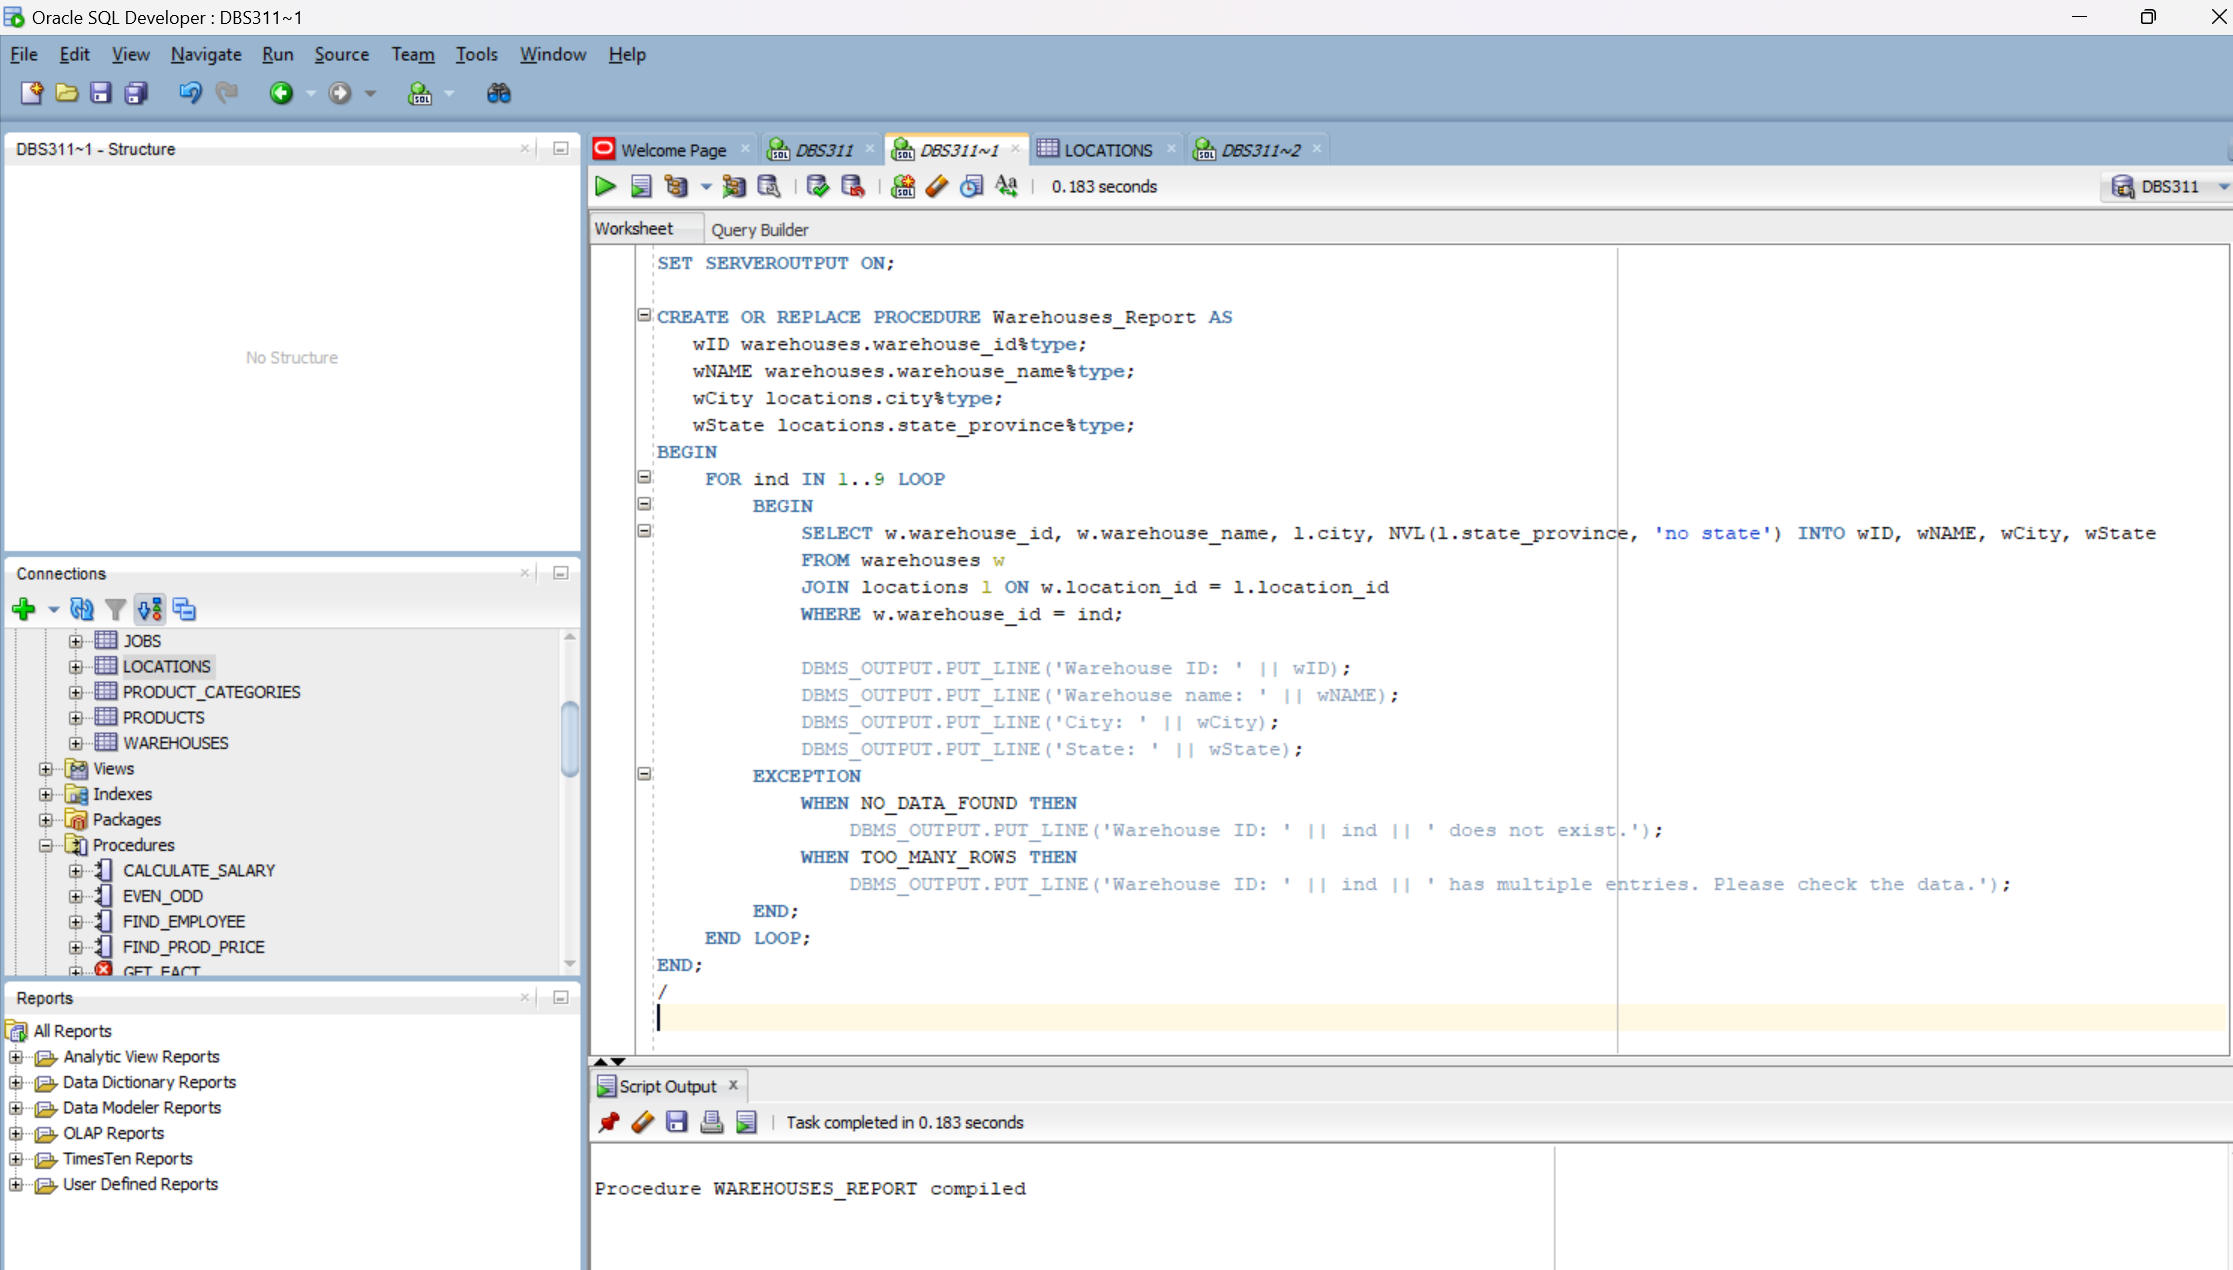 Oracle SQL Developer : DBS311~1
File Edit View Navigate Run Source Team Tools Window Help
DBS311~1 - Structure
No Structure
Connections
JOBS
LOCATIONS
PRODUCT_CATEGORIES
PRODUCTS
WAREHOUSES
Views
Indexes
Packages
Procedures
CALCULATE_SALARY
EVEN_ODD
FIND_EMPLOYEE
FIND_PROD_PRICE
GET_FACT
Reports
All Reports
Analytic View Reports
Data Dictionary Reports
Data Modeler Reports
OLAP Reports
TimesTen Reports
User Defined Reports
Welcome Page DBS311 DBS311~1 LOCATIONS DBS311~2
0.183 seconds DBS311
Worksheet Query Builder
SET SERVEROUTPUT ON;
CREATE OR REPLACE PROCEDURE Warehouses_Report AS
wID warehouses.warehouse_id%type;
wNAME warehouses.warehouse_name%type;
wCity locations.city%type;
wState locations.state_province%type;
BEGIN
FOR ind IN 1..9 LOOP
BEGIN
SELECT w.warehouse_id, w.warehouse_name, l.city, NVL(l.state_province, 'no state') INTO wID, wNAME, wCity, wState
FROM warehouses w
JOIN locations l ON w.location_id = l.location_id
WHERE w.warehouse_id = ind;
DBMS_OUTPUT.PUT_LINE('Warehouse ID: ' || wID);
DBMS_OUTPUT.PUT_LINE('Warehouse name: ' || wNAME);
DBMS_OUTPUT.PUT_LINE('City: ' || wCity);
DBMS_OUTPUT.PUT_LINE('State: ' || wState);
EXCEPTION
WHEN NO_DATA_FOUND THEN
DBMS_OUTPUT.PUT_LINE('Warehouse ID: ' || ind || ' does not exist.');
WHEN TOO_MANY_ROWS THEN
DBMS_OUTPUT.PUT_LINE('Warehouse ID: ' || ind || ' has multiple entries. Please check the data.');
END;
END LOOP;
END;
/
Script Output
Task completed in 0.183 seconds
Procedure WAREHOUSES_REPORT compiled